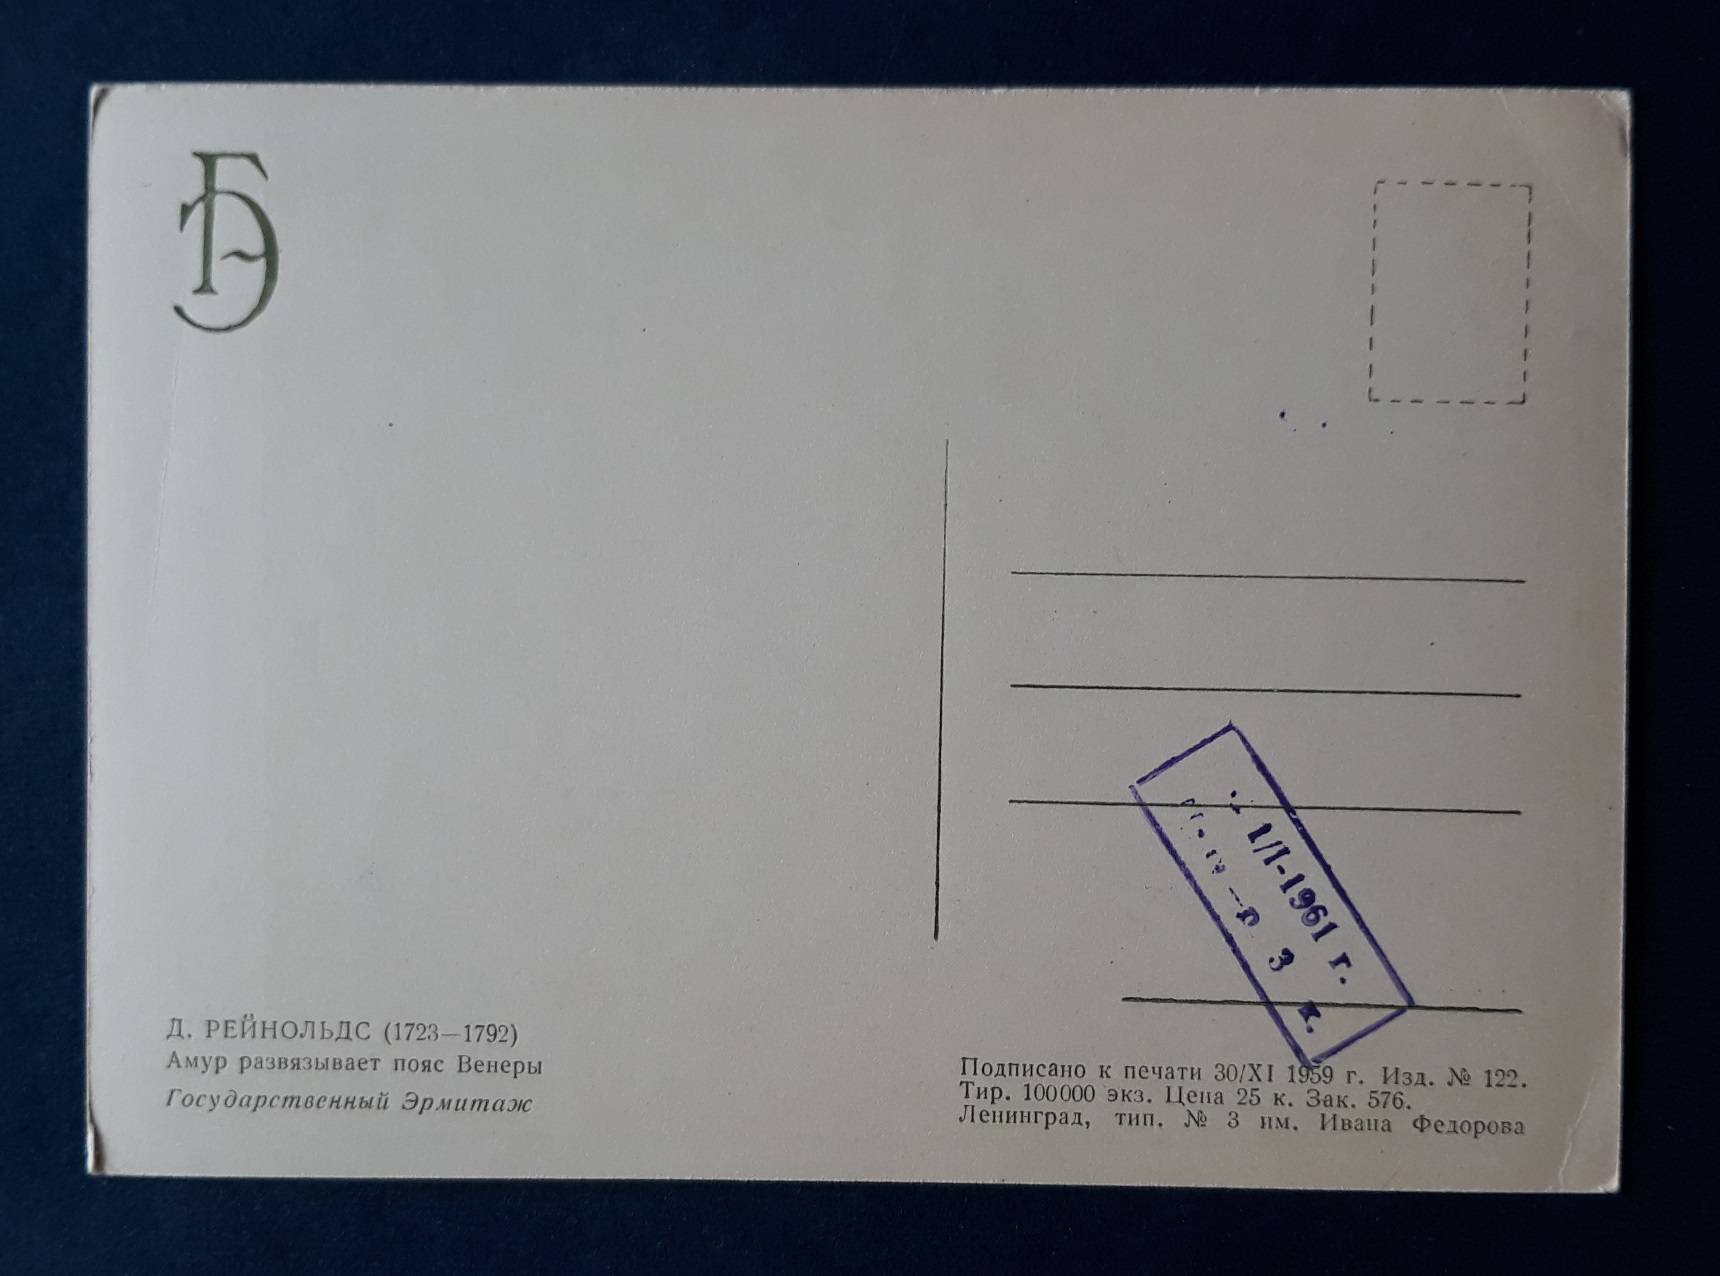 ГЭ
Д. РЕЙНОЛЬДС (1723—1792)
Амур развязывает пояс Венеры
Государственный Эрмитаж
1/I-1961 г.
3 к.
Подписано к печати 30/XI 1959 г. Изд. № 122.
Тир. 100000 экз. Цена 25 к. Зак. 576.
Ленинград, тип. № 3 им. Ивана Федорова